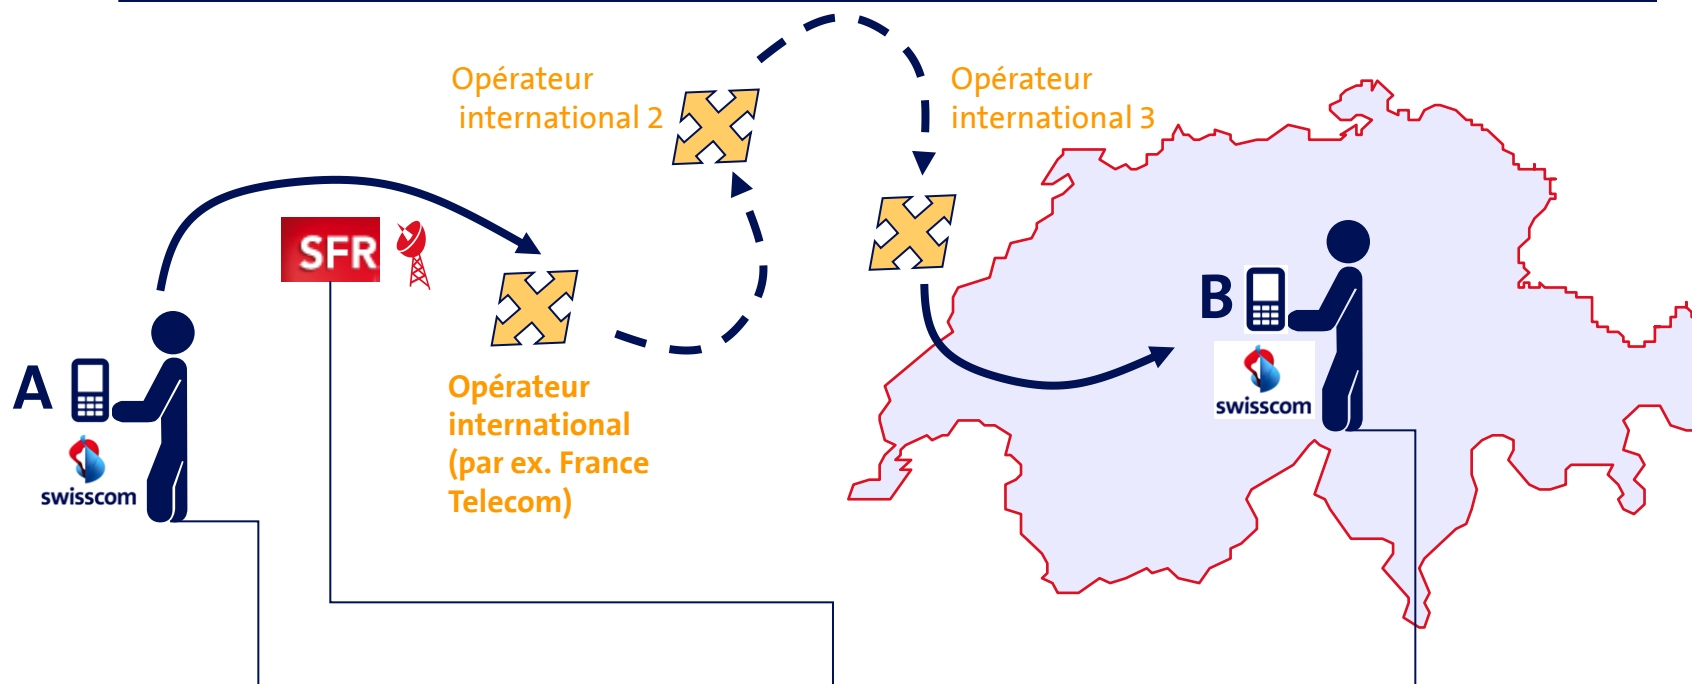 Opérateur
international 2
Opérateur
international 3
SFR
B
swisscom
A
swisscom
Opérateur
international
(par ex. France
Telecom)